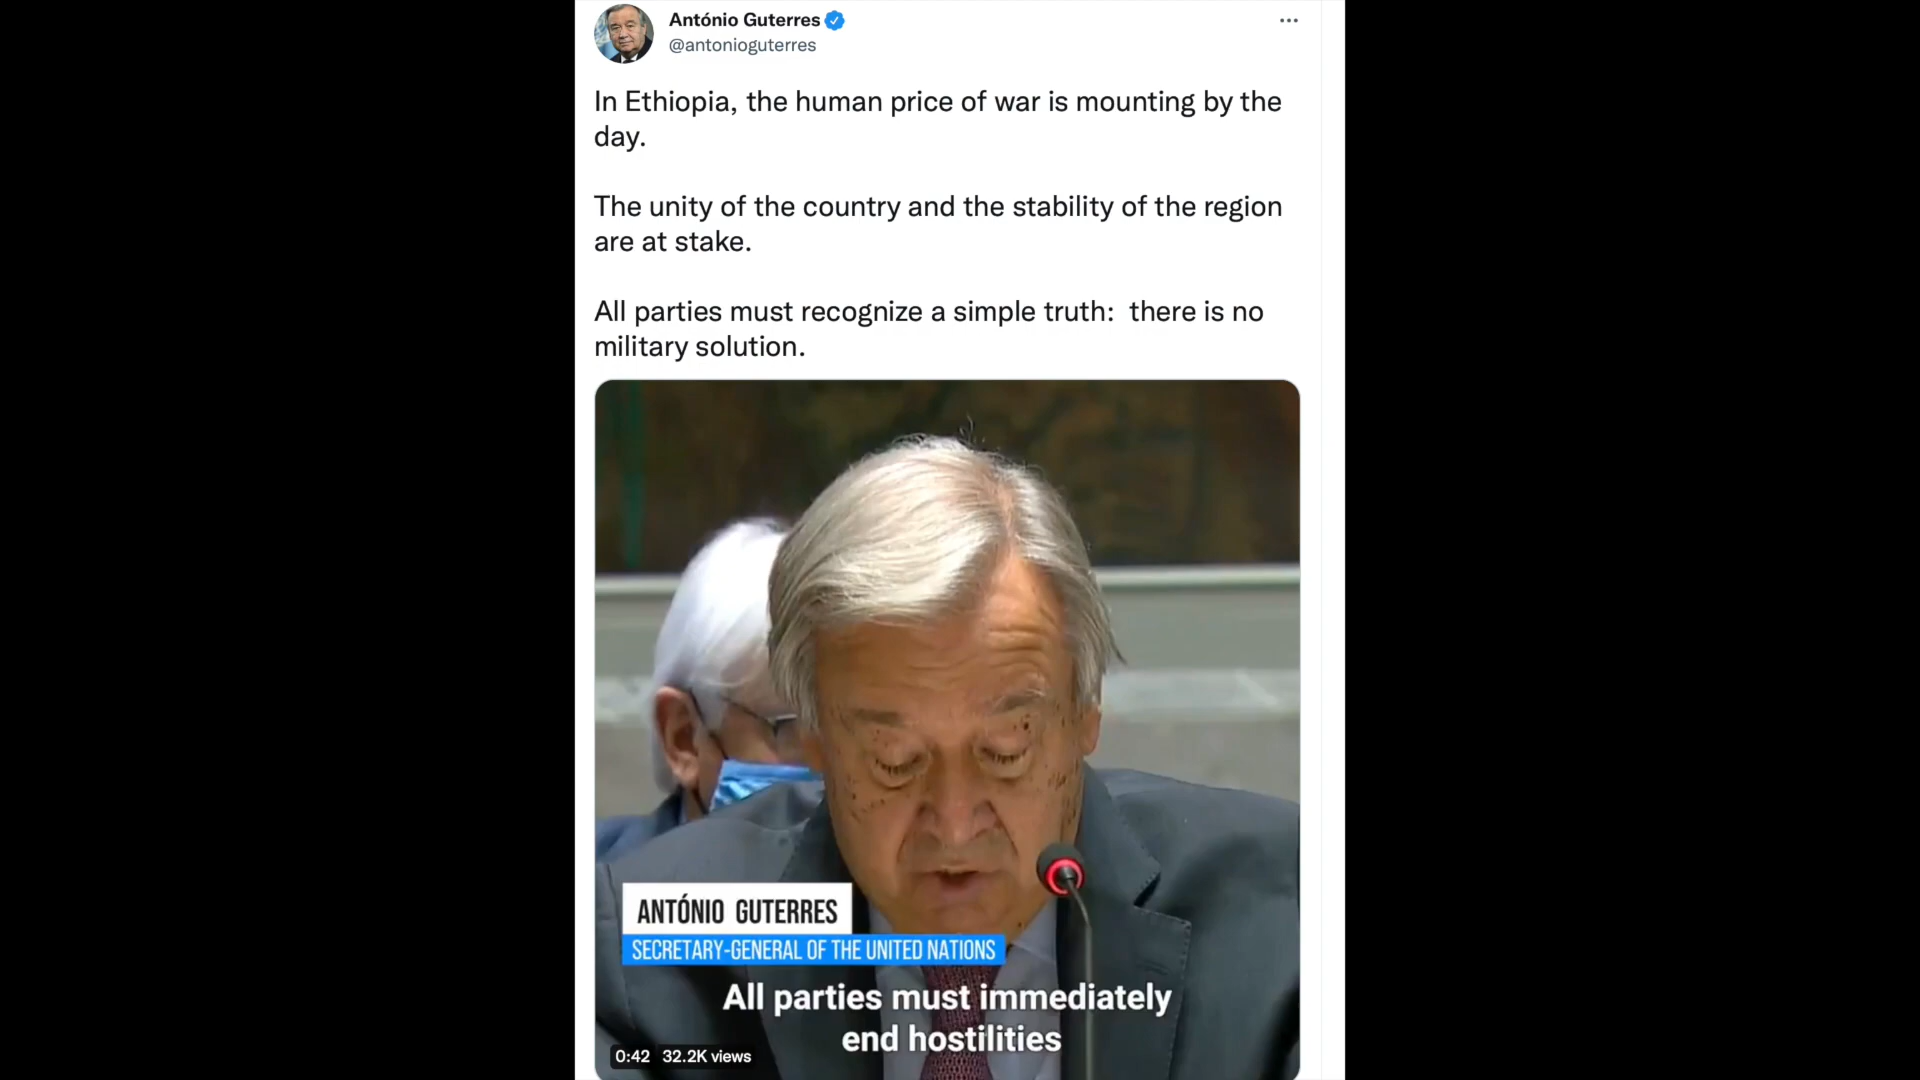 António Guterres
@antonioguterres
In Ethiopia, the human price of war is mounting by the
day.
The unity of the country and the stability of the region
are at stake.
All parties must recognize a simple truth:  there is no
military solution.
ANTÓNIO GUTERRES
SECRETARY-GENERAL OF THE UNITED NATIONS
All parties must immediately
end hostilities
0:42 32.2K views